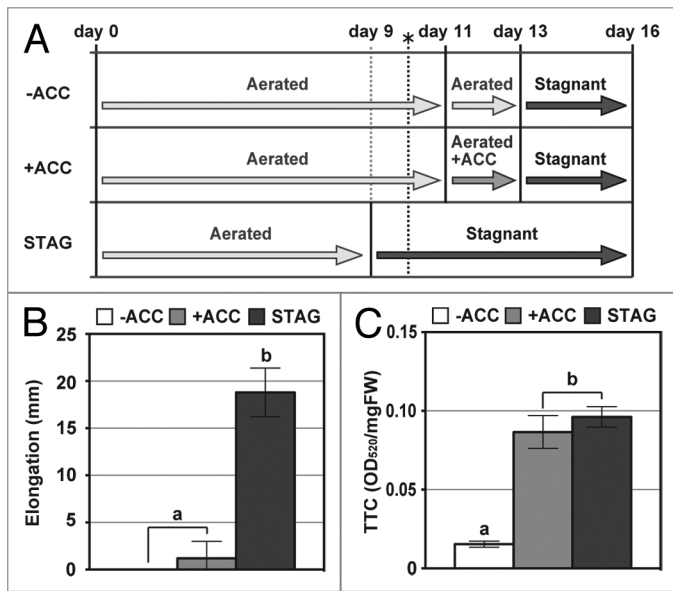 A
day 0 day 9 * day 11 day 13 day 16
-ACC Aerated Aerated Stagnant
+ACC Aerated Aerated +ACC Stagnant
STAG Aerated Stagnant
B
-ACC +ACC STAG
Elongation (mm)
25
20
15
10
5
0
a
b
C
-ACC +ACC STAG
TTC (OD520/mgFW)
0.15
0.10
0.05
0
a
b